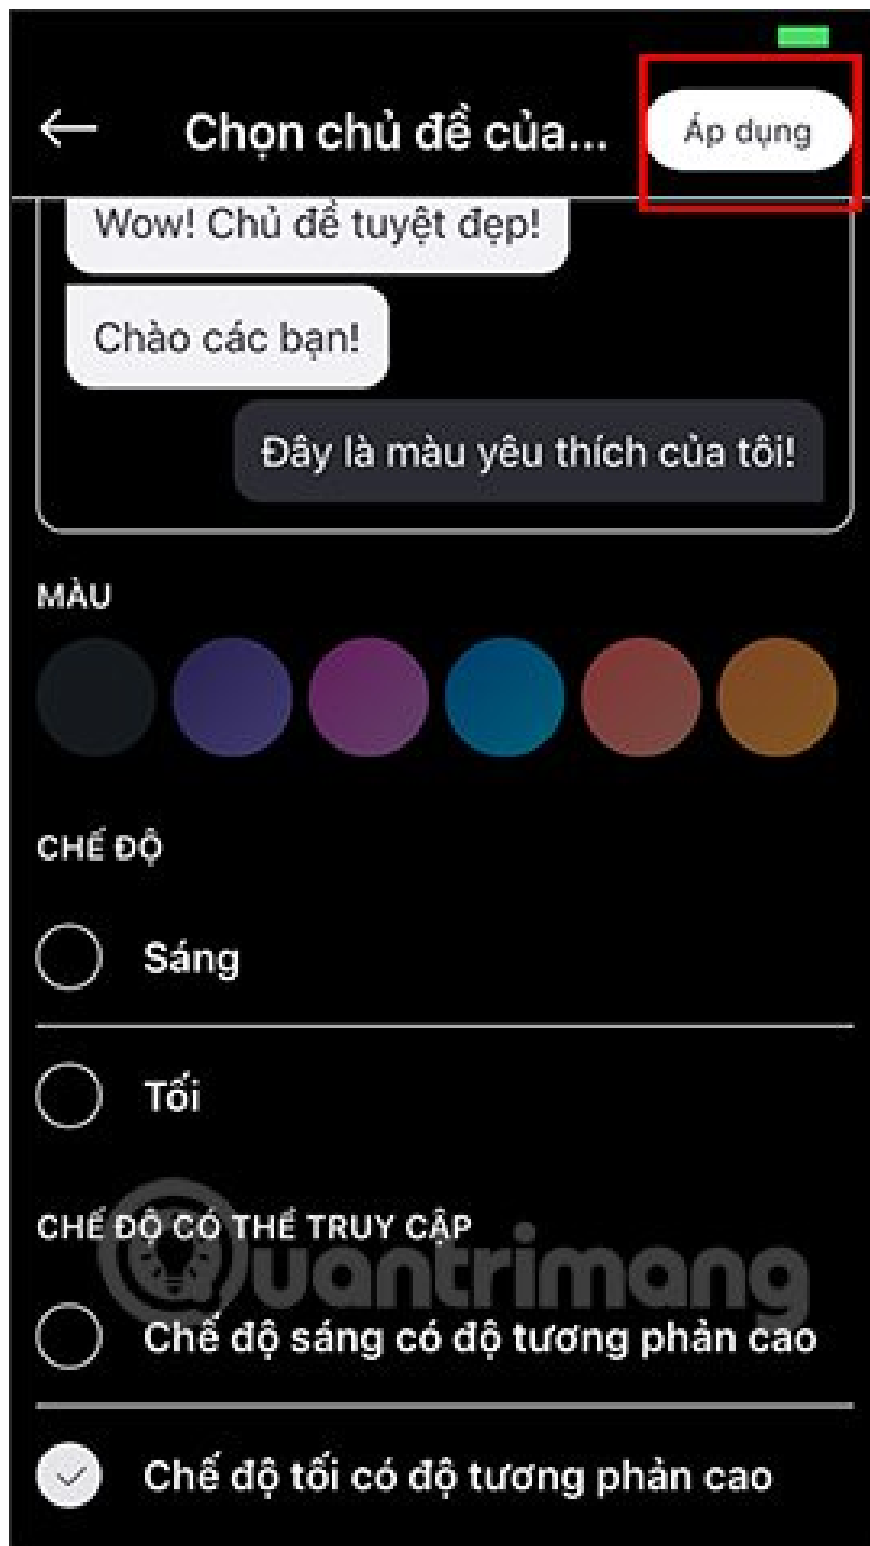 Chọn chủ đề của...
Áp dụng
Wow! Chủ đề tuyệt đẹp!
Chào các bạn!
Đây là màu yêu thích của tôi!
MÀU
CHẾ ĐỘ
Sáng
Tối
CHẾ ĐỘ CÓ THỂ TRUY CẬP
Quantrimang
Chế độ sáng có độ tương phản cao
Chế độ tối có độ tương phản cao